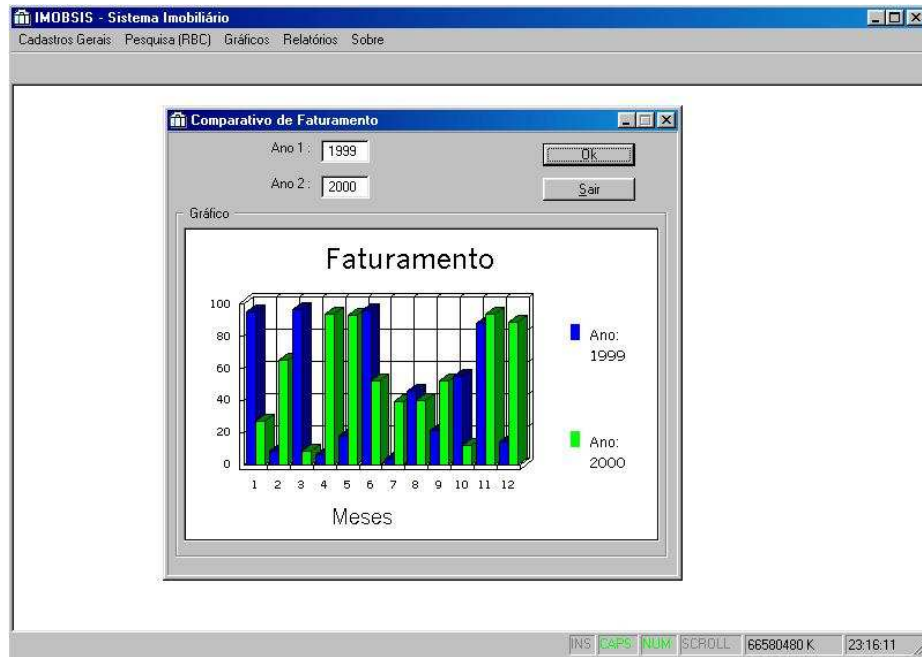 IMOBSIS - Sistema Imobiliário
Cadastros Gerais Pesquisa (RBC) Gráficos Relatórios Sobre
Comparativo de Faturamento
Ano 1 : 1999
Ok
Ano 2 : 2000
Sair
Gráfico
Faturamento
100
80
60
40
20
0
1 2 3 4 5 6 7 8 9 10 11 12
Meses
Ano:
1999
Ano:
2000
INS CAPS NUM SCROLL 66580480 K 23:16:11